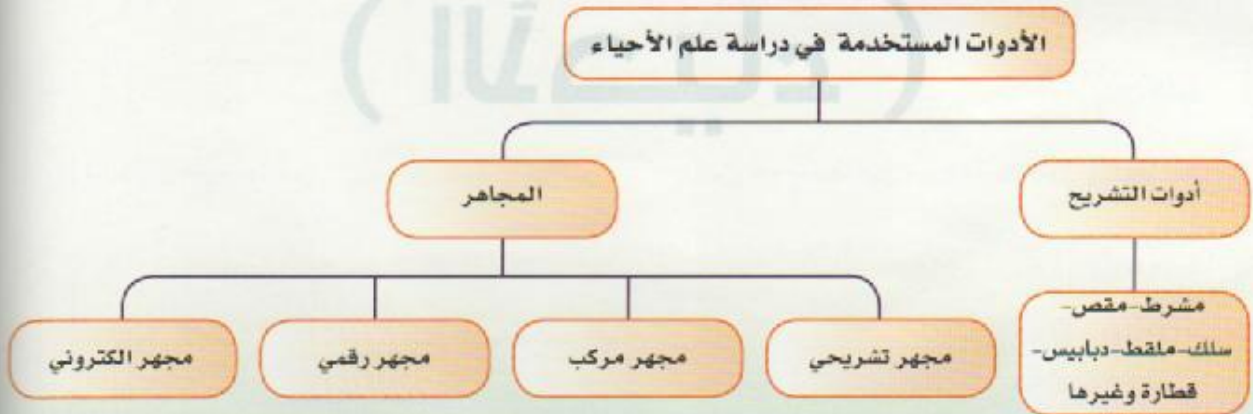 الأدوات المستخدمة في دراسة علم الأحياء
أدوات التشريح
المجاهر
مشرط-مقص-
سلك-ملقط-دبابيس-
قطارة وغيرها
مجهر تشريحي
مجهر مركب
مجهر رقمي
مجهر الكتروني